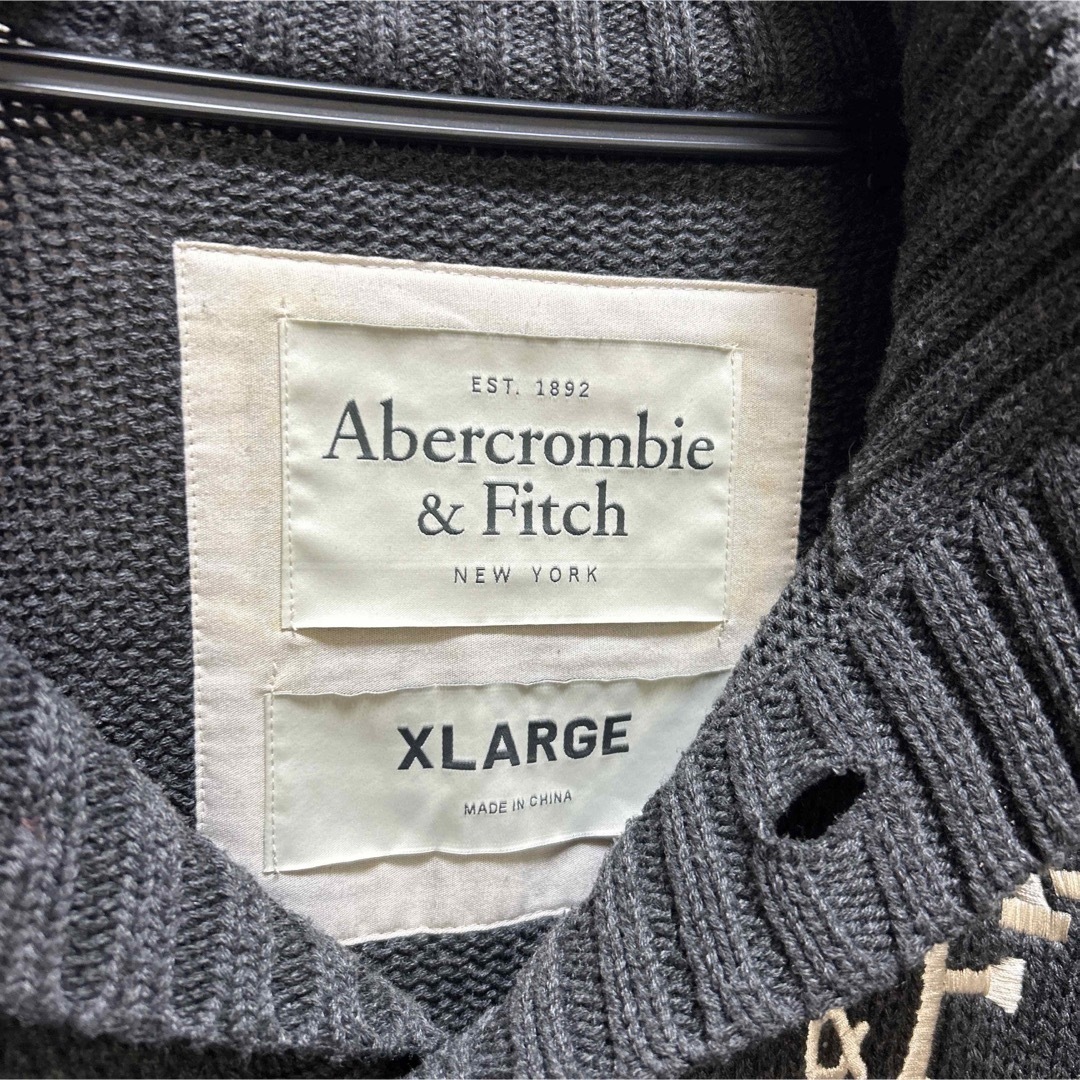 EST. 1892
Abercrombie
& Fitch
NEW YORK
XLARGE
MADE IN CHINA
&